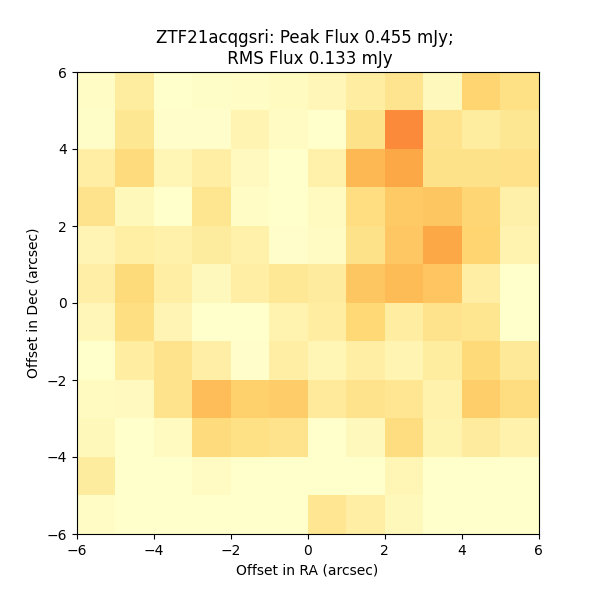 ZTF21acqgsri: Peak Flux 0.455 mJy;
RMS Flux 0.133 mJy
6
4
2
0
−2
−4
−6
Offset in Dec (arcsec)
−6 −4 −2 0 2 4 6
Offset in RA (arcsec)